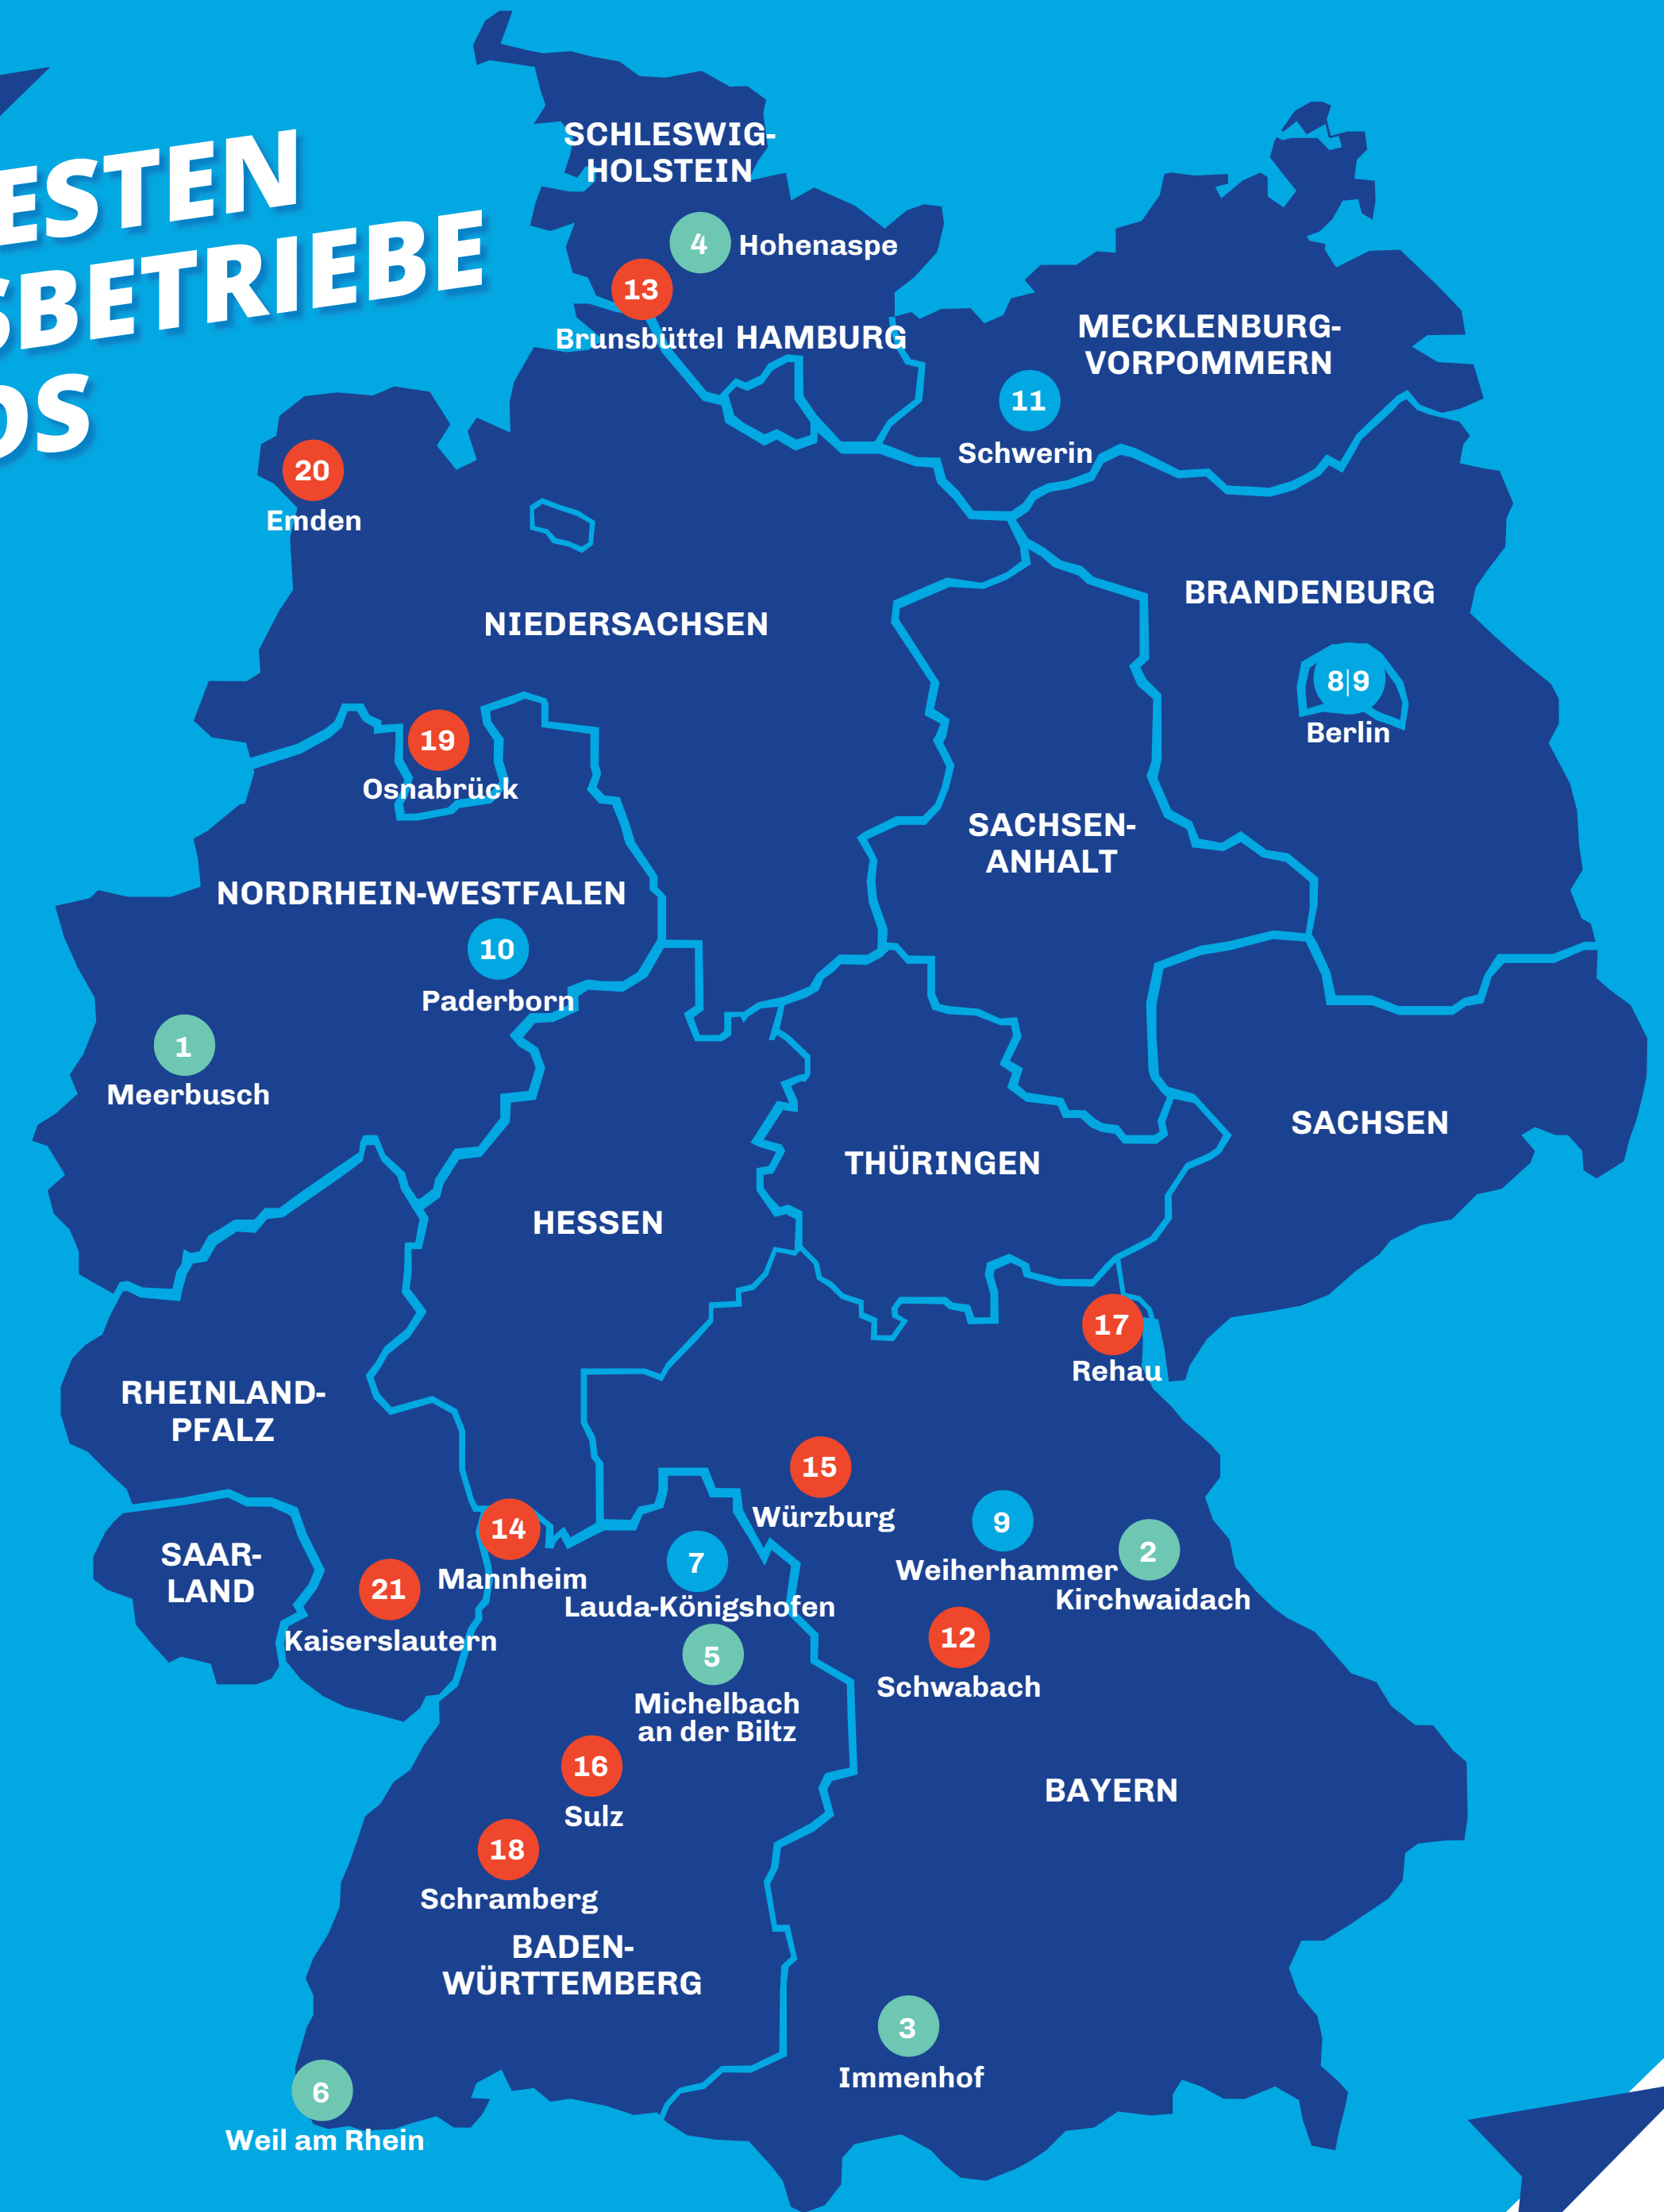 ESTEN
SBETRIEBE
DS
SCHLESWIG-
HOLSTEIN
4 Hohenaspe
13
Brunsbüttel HAMBURG
MECKLENBURG-
VORPOMMERN
11
Schwerin
20
Emden
NIEDERSACHSEN
BRANDENBURG
8|9
Berlin
19
Osnabrück
SACHSEN-
ANHALT
NORDRHEIN-WESTFALEN
10
Paderborn
1
Meerbusch
SACHSEN
THÜRINGEN
HESSEN
17
Rehau
RHEINLAND-
PFALZ
15
Würzburg
9
Weiherhammer
2
Kirchwaidach
14
Mannheim
7
Lauda-Königshofen
SAAR-
LAND
21
Kaiserslautern
12
Schwabach
5
Michelbach
an der Biltz
16
Sulz
BAYERN
18
Schramberg
BADEN-
WÜRTTEMBERG
3
Immenhof
6
Weil am Rhein